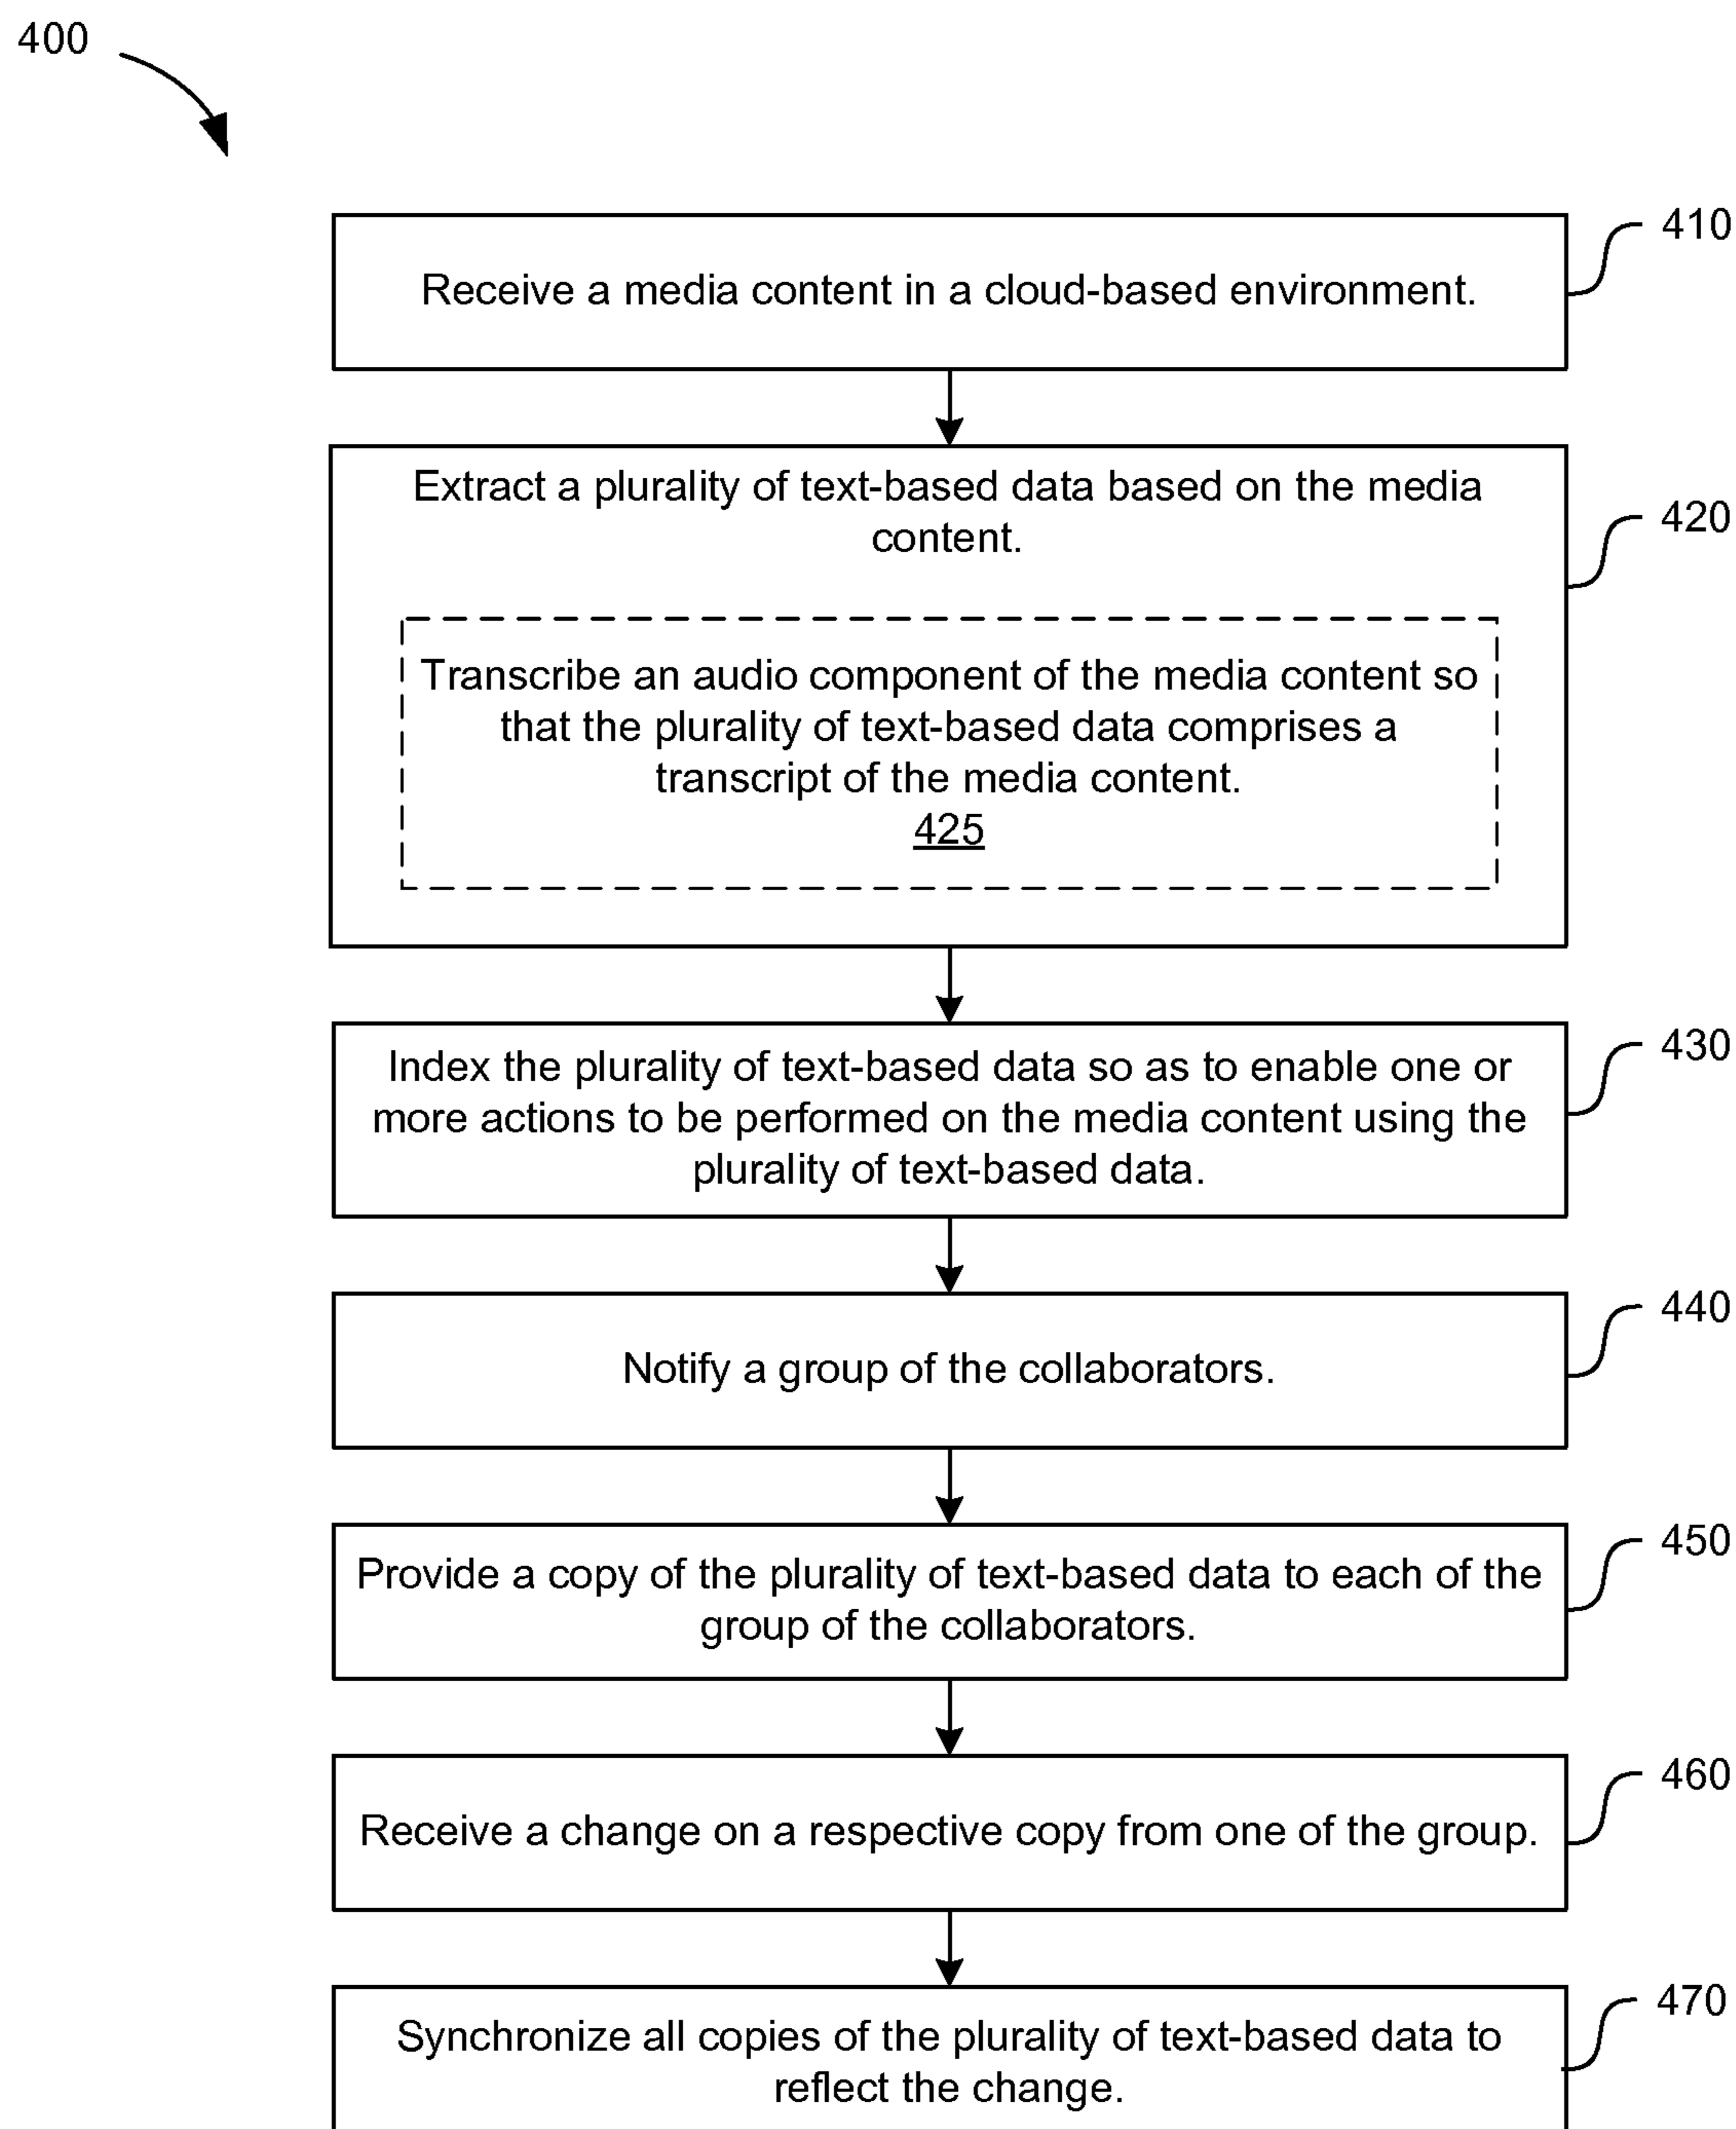 400
410
Receive a media content in a cloud-based environment.
Extract a plurality of text-based data based on the media
content.
420
Transcribe an audio component of the media content so
that the plurality of text-based data comprises a
transcript of the media content.
425
430
Index the plurality of text-based data so as to enable one or
more actions to be performed on the media content using the
plurality of text-based data.
440
Notify a group of the collaborators.
450
Provide a copy of the plurality of text-based data to each of the
group of the collaborators.
460
Receive a change on a respective copy from one of the group.
470
Synchronize all copies of the plurality of text-based data to
reflect the change.